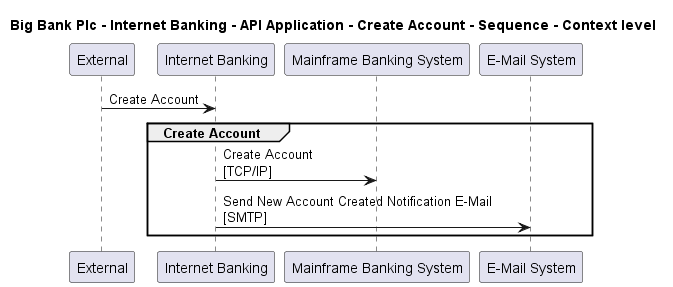 Big Bank Plc - Internet Banking - API Application - Create Account - Sequence - Context level
External
Internet Banking
Mainframe Banking System
E-Mail System
Create Account
Create Account
Create Account
[TCP/IP]
Send New Account Created Notification E-Mail
[SMTP]
External
Internet Banking
Mainframe Banking System
E-Mail System